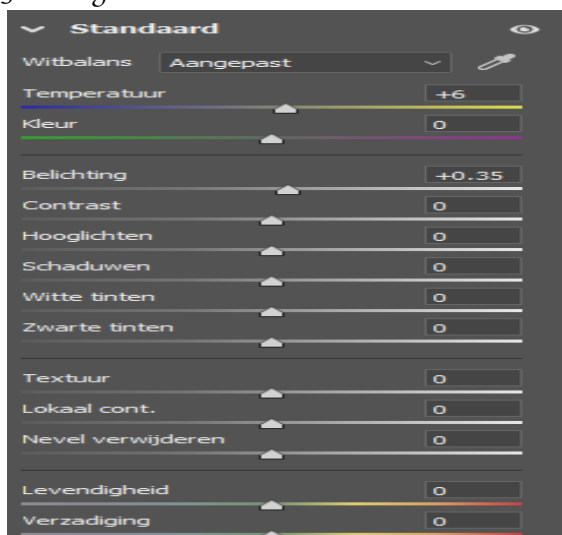 Standaard
Witbalans Aangepast
Temperatuur +6
Kleur 0
Belichting +0.35
Contrast 0
Hooglichten 0
Schaduwen 0
Witte tinten 0
Zwarte tinten 0
Textuur 0
Lokaal cont. 0
Nevel verwijderen 0
Levendigheid 0
Verzadiging 0